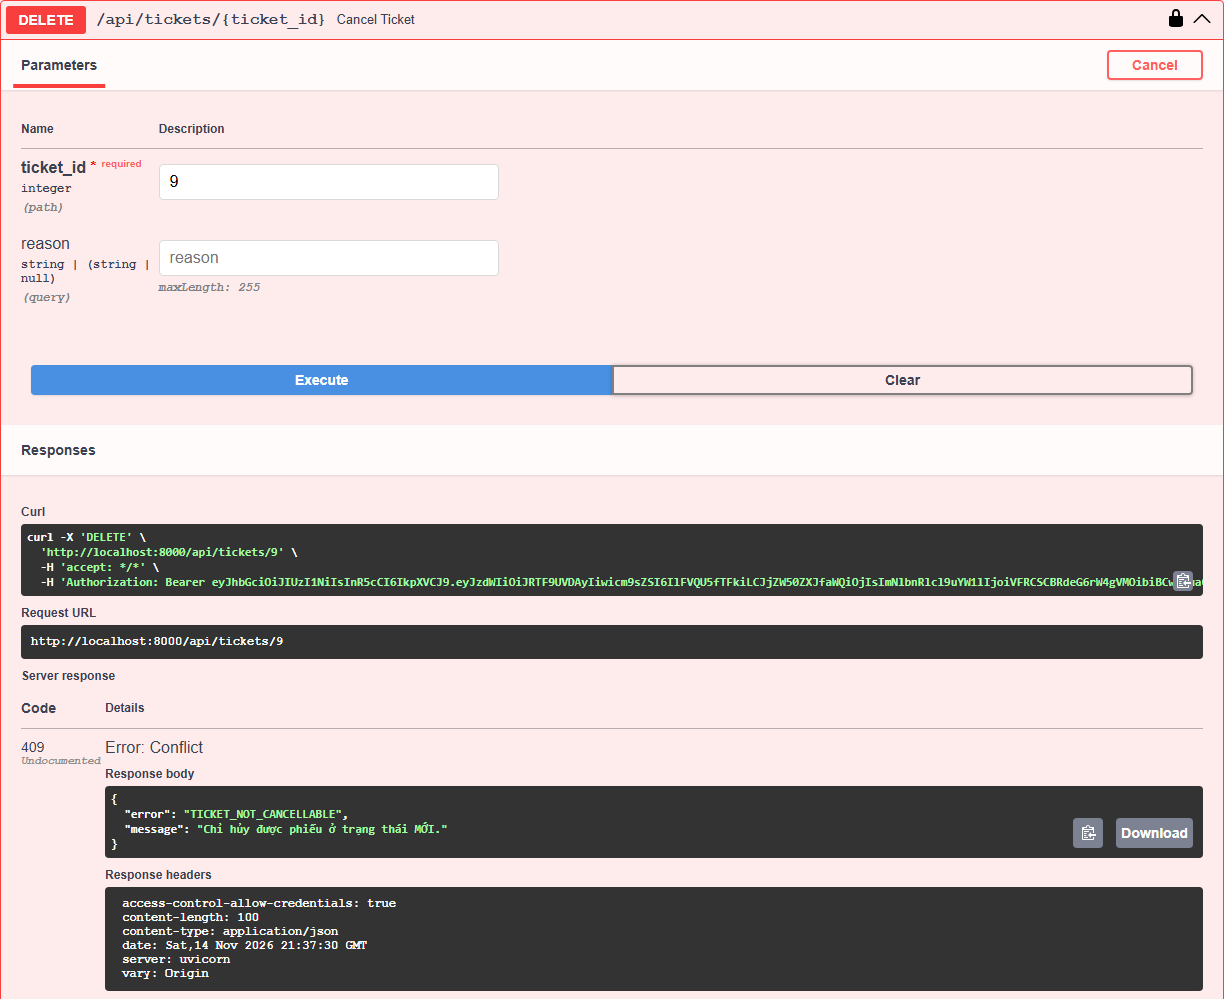 DELETE /api/tickets/{ticket_id} Cancel Ticket
Parameters Cancel
Name Description
ticket_id * required
integer
(path)
9
reason
string | (string | null)
(query)
reason
maxLength: 255
Execute Clear
Responses
Curl
curl -X 'DELETE' \
'http://localhost:8000/api/tickets/9' \
-H 'accept: */*' \
-H 'Authorization: Bearer
Request URL
http://localhost:8000/api/tickets/9
Server response
Code Details
409
Undocumented
Error: Conflict
Response body
{
"error": "TICKET_NOT_CANCELLABLE",
"message": "Chỉ hủy được phiếu ở trạng thái MỚI."
}
Download
Response headers
access-control-allow-credentials: true
content-length: 100
content-type: application/json
date: Sat,14 Nov 2026 21:37:30 GMT
server: uvicorn
vary: Origin